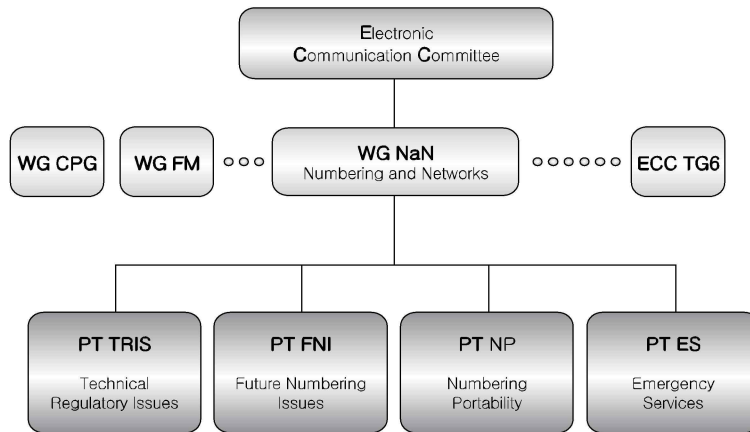 Electronic
Communication Committee
WG CPG
WG FM
WG NaN
Numbering and Networks
ECC TG6
PT TRIS
Technical
Regulatory Issues
PT FNI
Future Numbering
Issues
PT NP
Numbering
Portability
PT ES
Emergency
Services